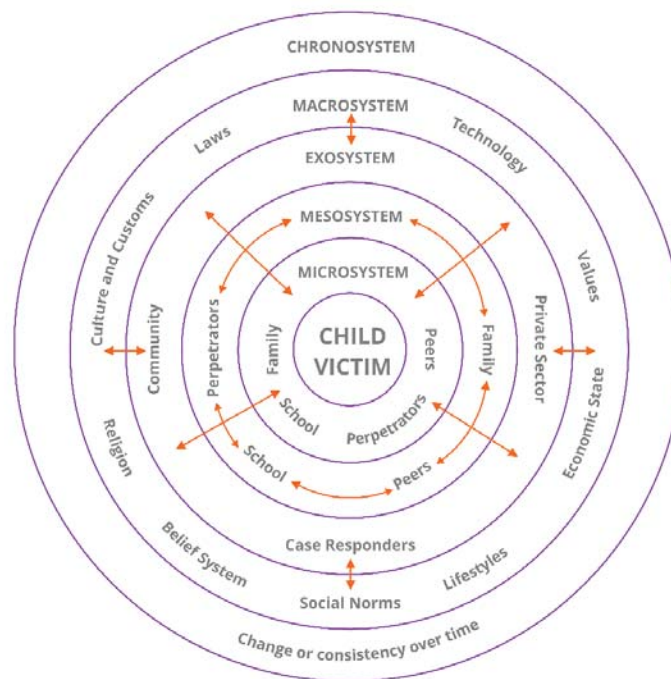 CHRONOSYSTEM
MACROSYSTEM
Laws
Technology
Culture and Customs
Values
Religion
Economic State
Belief System
Lifestyles
Social Norms
EXOSYSTEM
Community
Private Sector
Case Responders
MESOSYSTEM
Perpetrators
Family
School
Peers
MICROSYSTEM
Family
Peers
School
Perpetrators
CHILD
VICTIM
Change or consistency over time